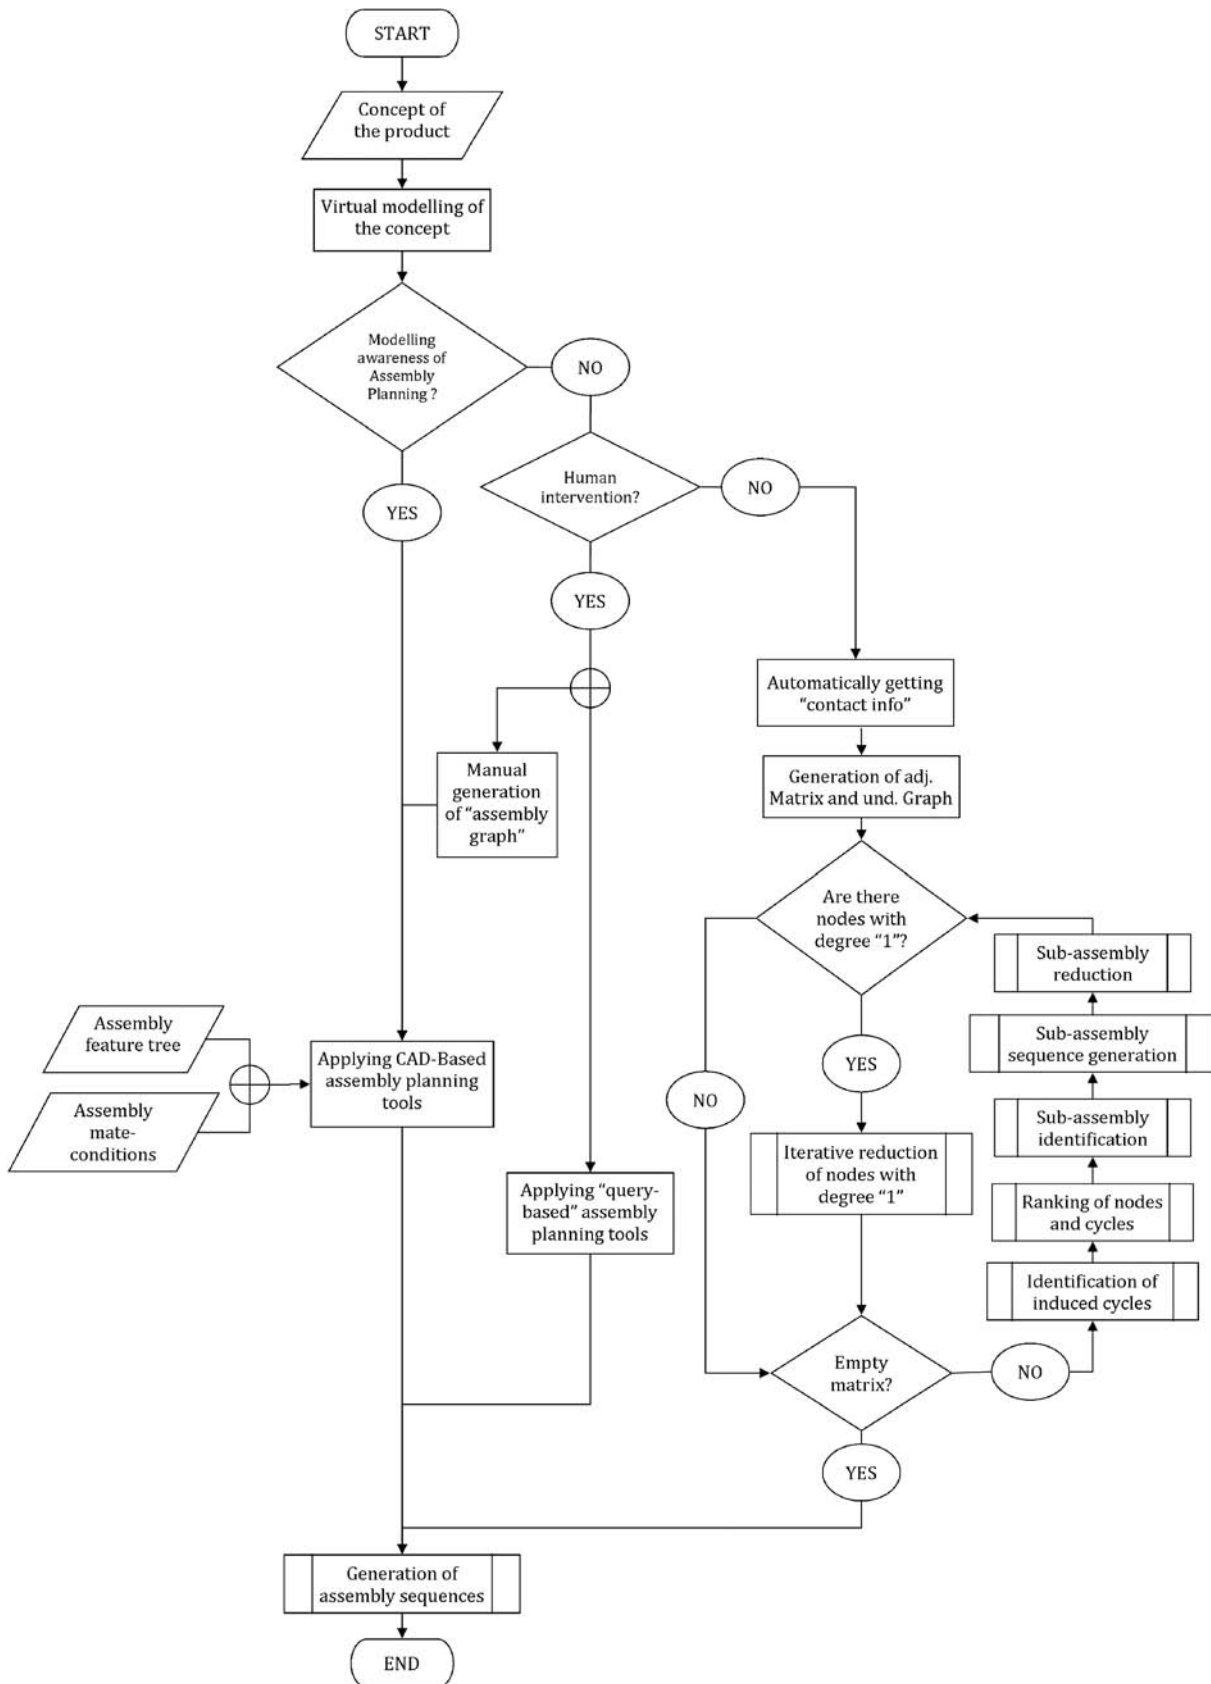 START
Concept of
the product
Virtual modelling of
the concept
Modelling
awareness of
Assembly
Planning ?
NO
Human
intervention?
NO
YES
YES
Automatically getting
“contact info”
Manual
generation
of “assembly
graph”
Generation of adj.
Matrix and und. Graph
Are there
nodes with
degree “1”?
Sub-assembly
reduction
Assembly
feature tree
Applying CAD-Based
assembly planning
tools
Sub-assembly
sequence generation
YES
NO
Assembly
mate-
conditions
Sub-assembly
identification
Iterative reduction
of nodes with
degree “1”
Applying “query-
based” assembly
planning tools
Ranking of nodes
and cycles
Identification of
induced cycles
Empty
matrix?
NO
YES
Generation of
assembly sequences
END